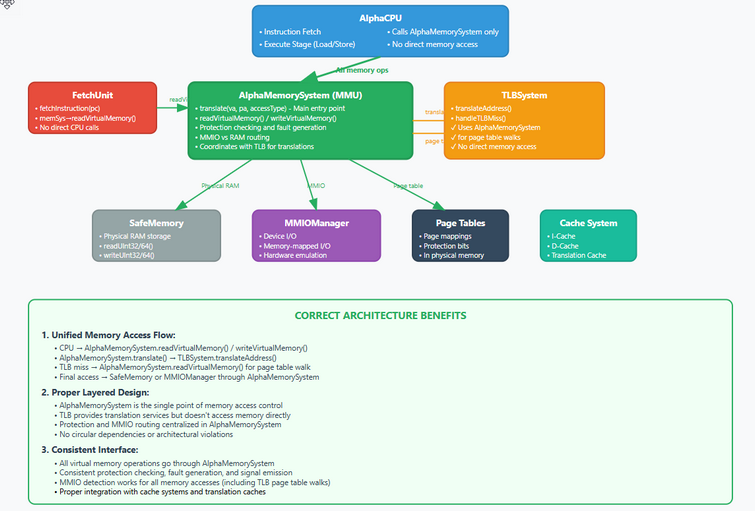 AlphaCPU
• Instruction Fetch
• Calls AlphaMemorySystem only
• Execute Stage (Load/Store)
• No direct memory access
All memory ops
FetchUnit
• fetchInstruction(pc)
• memSys→readVirtualMemory()
• No direct CPU calls
readVi
AlphaMemorySystem (MMU)
• translate(va, pa, accessType) - Main entry point
• readVirtualMemory() / writeVirtualMemory()
• Protection checking and fault generation
• MMIO vs RAM routing
• Coordinates with TLB for translations
transla
page t
TLBSystem
• translateAddress()
• handleTLBMiss()
✓ Uses AlphaMemorySystem
✓ for page table walks
✓ No direct memory access
Physical RAM
MMIO
Page table
SafeMemory
• Physical RAM storage
• readUInt32/64()
• writeUInt32/64()
MMIOManager
• Device I/O
• Memory-mapped I/O
• Hardware emulation
Page Tables
• Page mappings
• Protection bits
• In physical memory
Cache System
• I-Cache
• D-Cache
• Translation Cache
CORRECT ARCHITECTURE BENEFITS
1. Unified Memory Access Flow:
• CPU → AlphaMemorySystem.readVirtualMemory() / writeVirtualMemory()
• AlphaMemorySystem.translate() → TLBSystem.translateAddress()
• TLB miss → AlphaMemorySystem.readVirtualMemory() for page table walk
• Final access → SafeMemory or MMIOManager through AlphaMemorySystem
2. Proper Layered Design:
• AlphaMemorySystem is the single point of memory access control
• TLB provides translation services but doesn't access memory directly
• Protection and MMIO routing centralized in AlphaMemorySystem
• No circular dependencies or architectural violations
3. Consistent Interface:
• All virtual memory operations go through AlphaMemorySystem
• Consistent protection checking, fault generation, and signal emission
• MMIO detection works for all memory accesses (including TLB page table walks)
• Proper integration with cache systems and translation caches